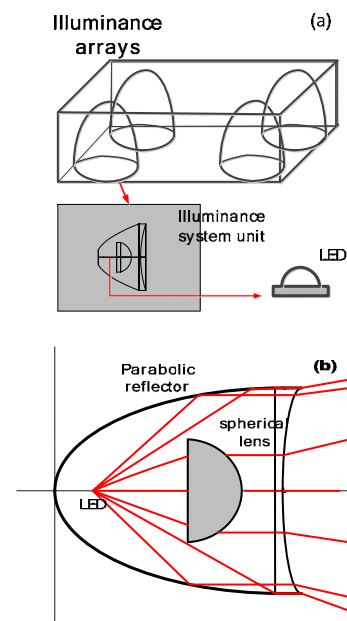 Illuminance
arrays
(a)
Illuminance
system unit
LED
(b)
Parabolic
reflector
spherical
lens
LED